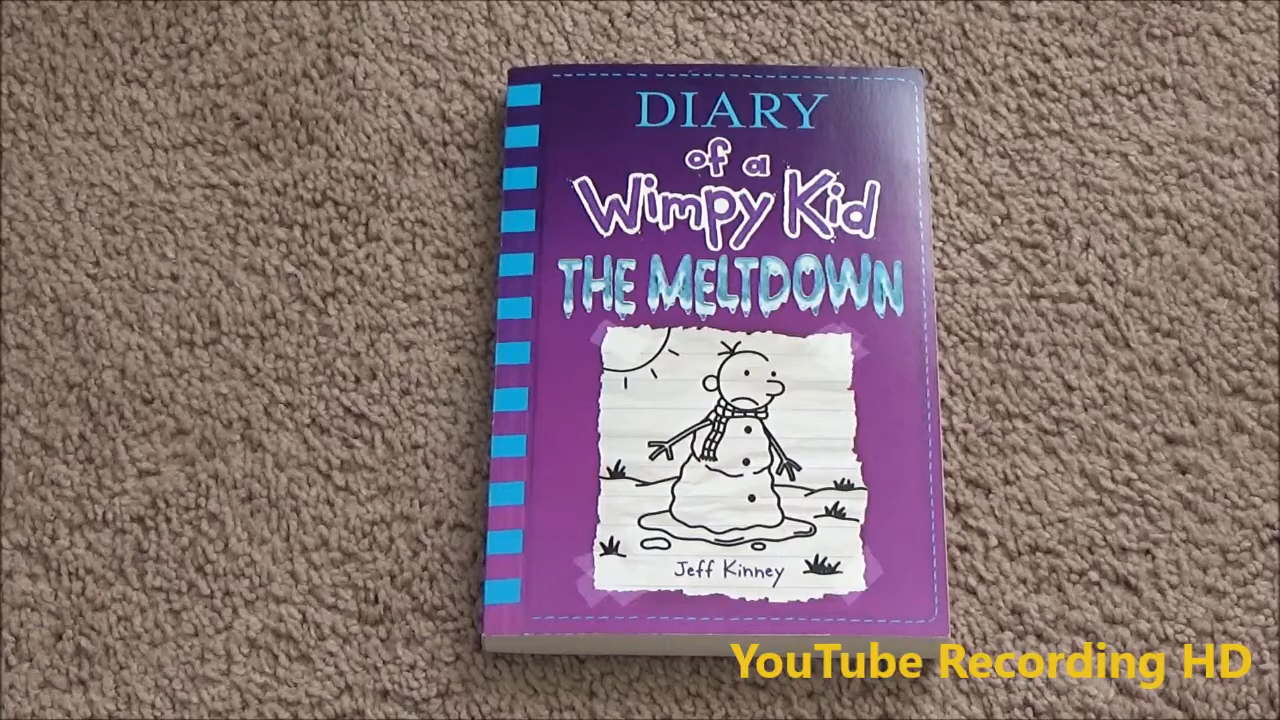 DIARY
of a
Wimpy Kid
THE MELTDOWN
Jeff Kinney
YouTube Recording HD